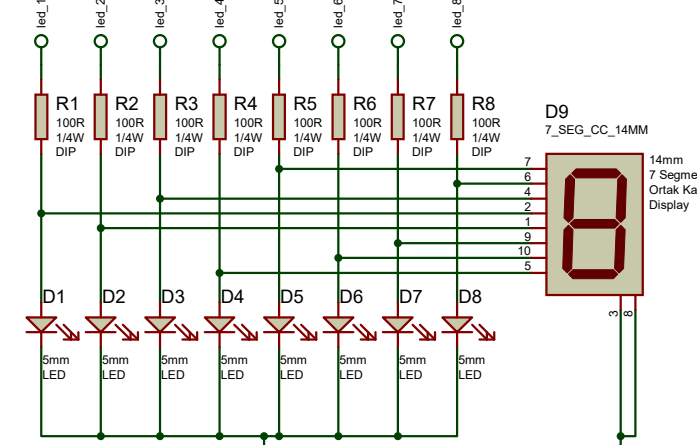 led_1
led_2
led_3
led_4
led_5
led_6
led_7
led_8
R1
100R
1/4W
DIP
R2
100R
1/4W
DIP
R3
100R
1/4W
DIP
R4
100R
1/4W
DIP
R5
100R
1/4W
DIP
R6
100R
1/4W
DIP
R7
100R
1/4W
DIP
R8
100R
1/4W
DIP
D9
7_SEG_CC_14MM
7
6
4
2
1
9
10
5
14mm
7 Segme
Ortak Ka
Display
3
8
D1
D2
D3
D4
D5
D6
D7
D8
5mm
LED
5mm
LED
5mm
LED
5mm
LED
5mm
LED
5mm
LED
5mm
LED
5mm
LED